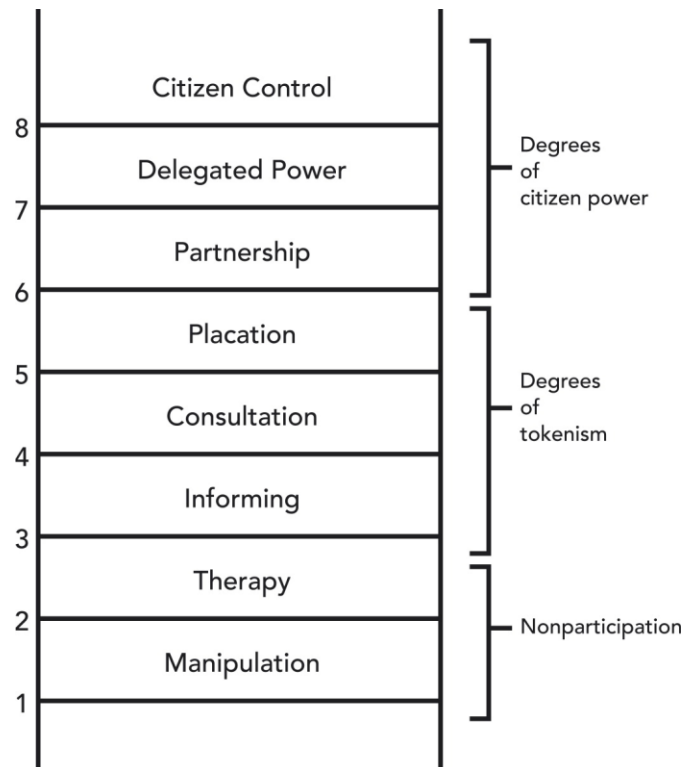 Citizen Control
8
Delegated Power
7
Partnership
6
Placation
5
Consultation
4
Informing
3
Therapy
2
Manipulation
1
Degrees
of
citizen power
Degrees
of
tokenism
Nonparticipation